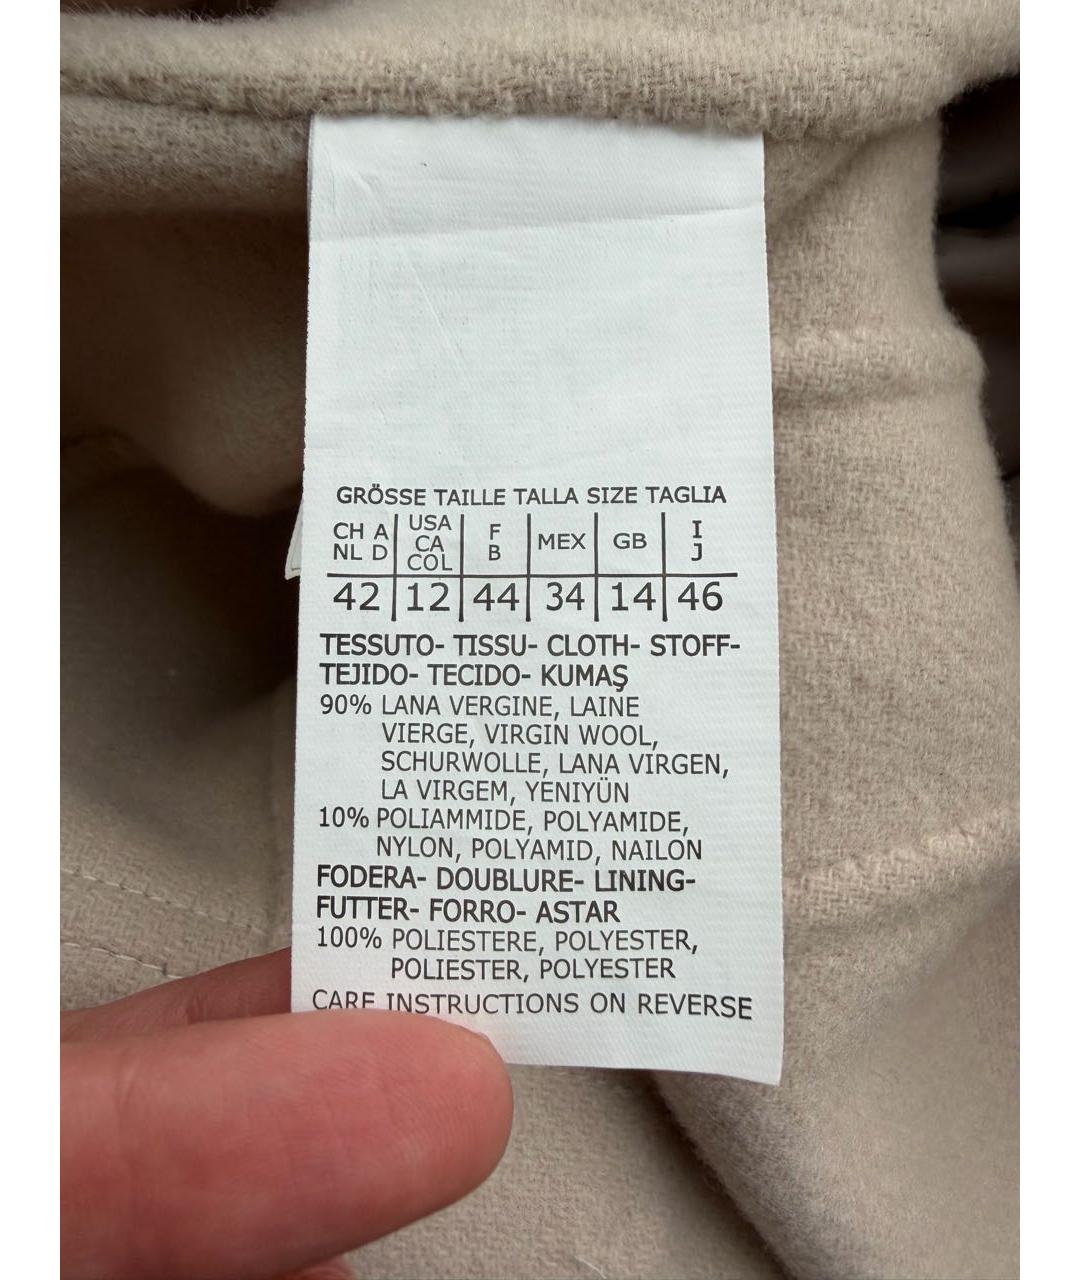 GRÖSSE TAILLE TALLA SIZE TAGLIA
CH A NL D | USA CA COL | F B | MEX | GB | I J
42 | 12 | 44 | 34 | 14 | 46
TESSUTO- TISSU- CLOTH- STOFF-
TEJIDO- TECIDO- KUMAŞ
90% LANA VERGINE, LAINE
VIERGE, VIRGIN WOOL,
SCHURWOLLE, LANA VIRGEN,
LA VIRGEM, YENIYÜN
10% POLIAMMIDE, POLYAMIDE,
NYLON, POLYAMID, NAILON
FODERA- DOUBLURE- LINING-
FUTTER- FORRO- ASTAR
100% POLIESTERE, POLYESTER,
POLIESTER, POLYESTER
CARE INSTRUCTIONS ON REVERSE